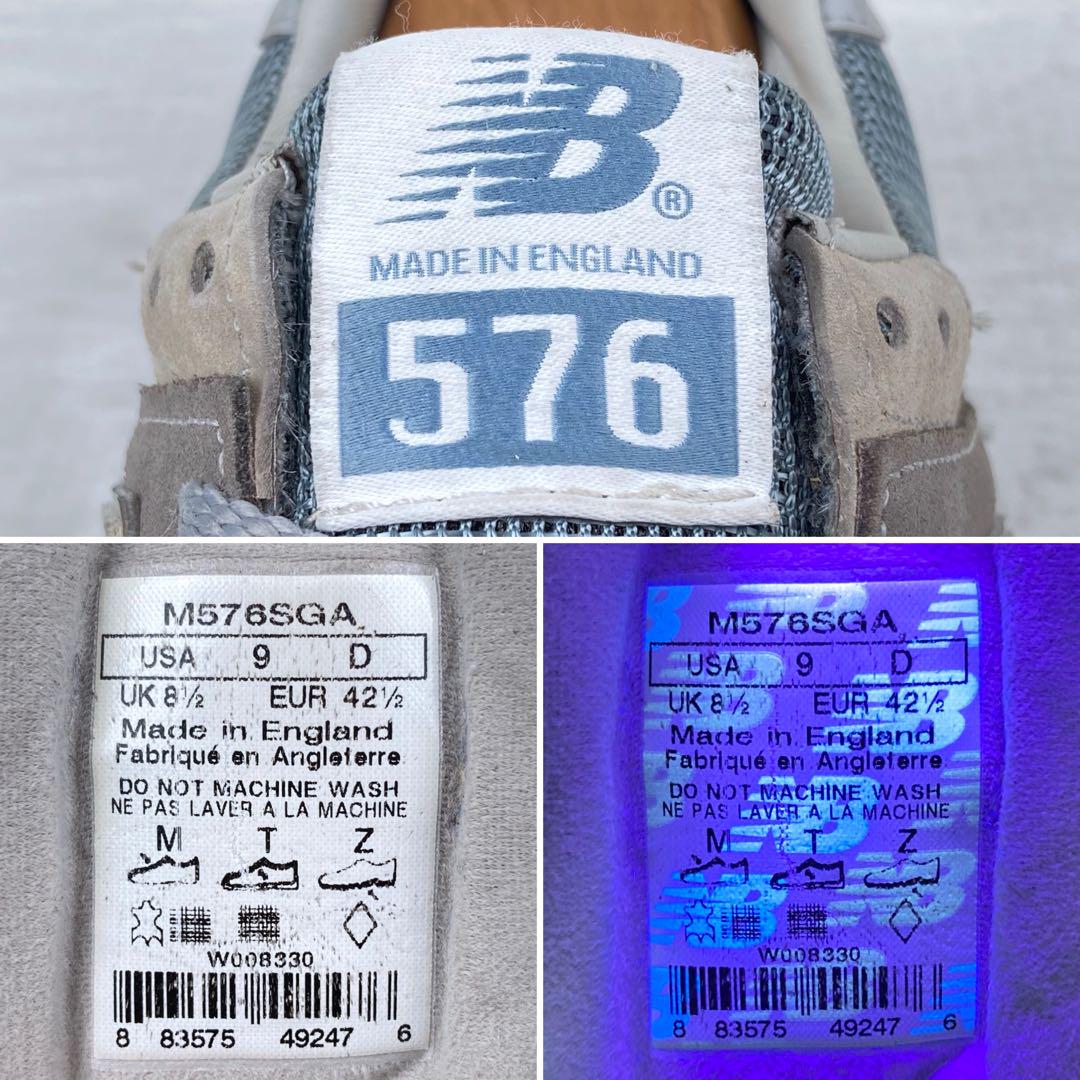 NB®
MADE IN ENGLAND
576
M576SGA
USA 9 D
UK 8½ EUR 42½
Made in England
Fabriqué en Angleterre
DO NOT MACHINE WASH
NE PAS LAVER A LA MACHINE
M T Z
W008330
8 83575 49247 6
M576SGA
USA 9 D
UK 8½ EUR 42½
Made in England
Fabriqué en Angleterre
DO NOT MACHINE WASH
NE PAS LAVER A LA MACHINE
M T Z
W008330
8 83575 49247 6